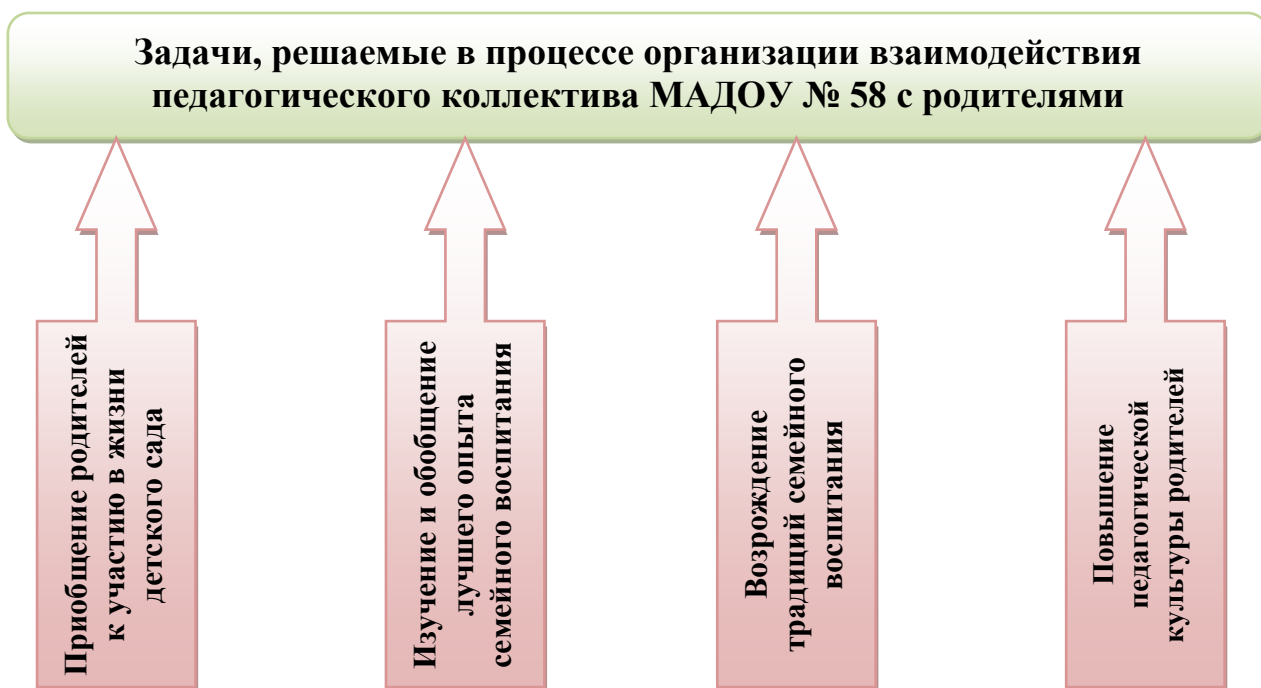 Задачи, решаемые в процессе организации взаимодействия
педагогического коллектива МАДОУ № 58 с родителями
Приобщение родителей
к участию в жизни
детского сада
Изучение и обобщение
лучшего опыта
семейного воспитания
Возрождение
традиций семейного
воспитания
Повышение
педагогической
культуры родителей